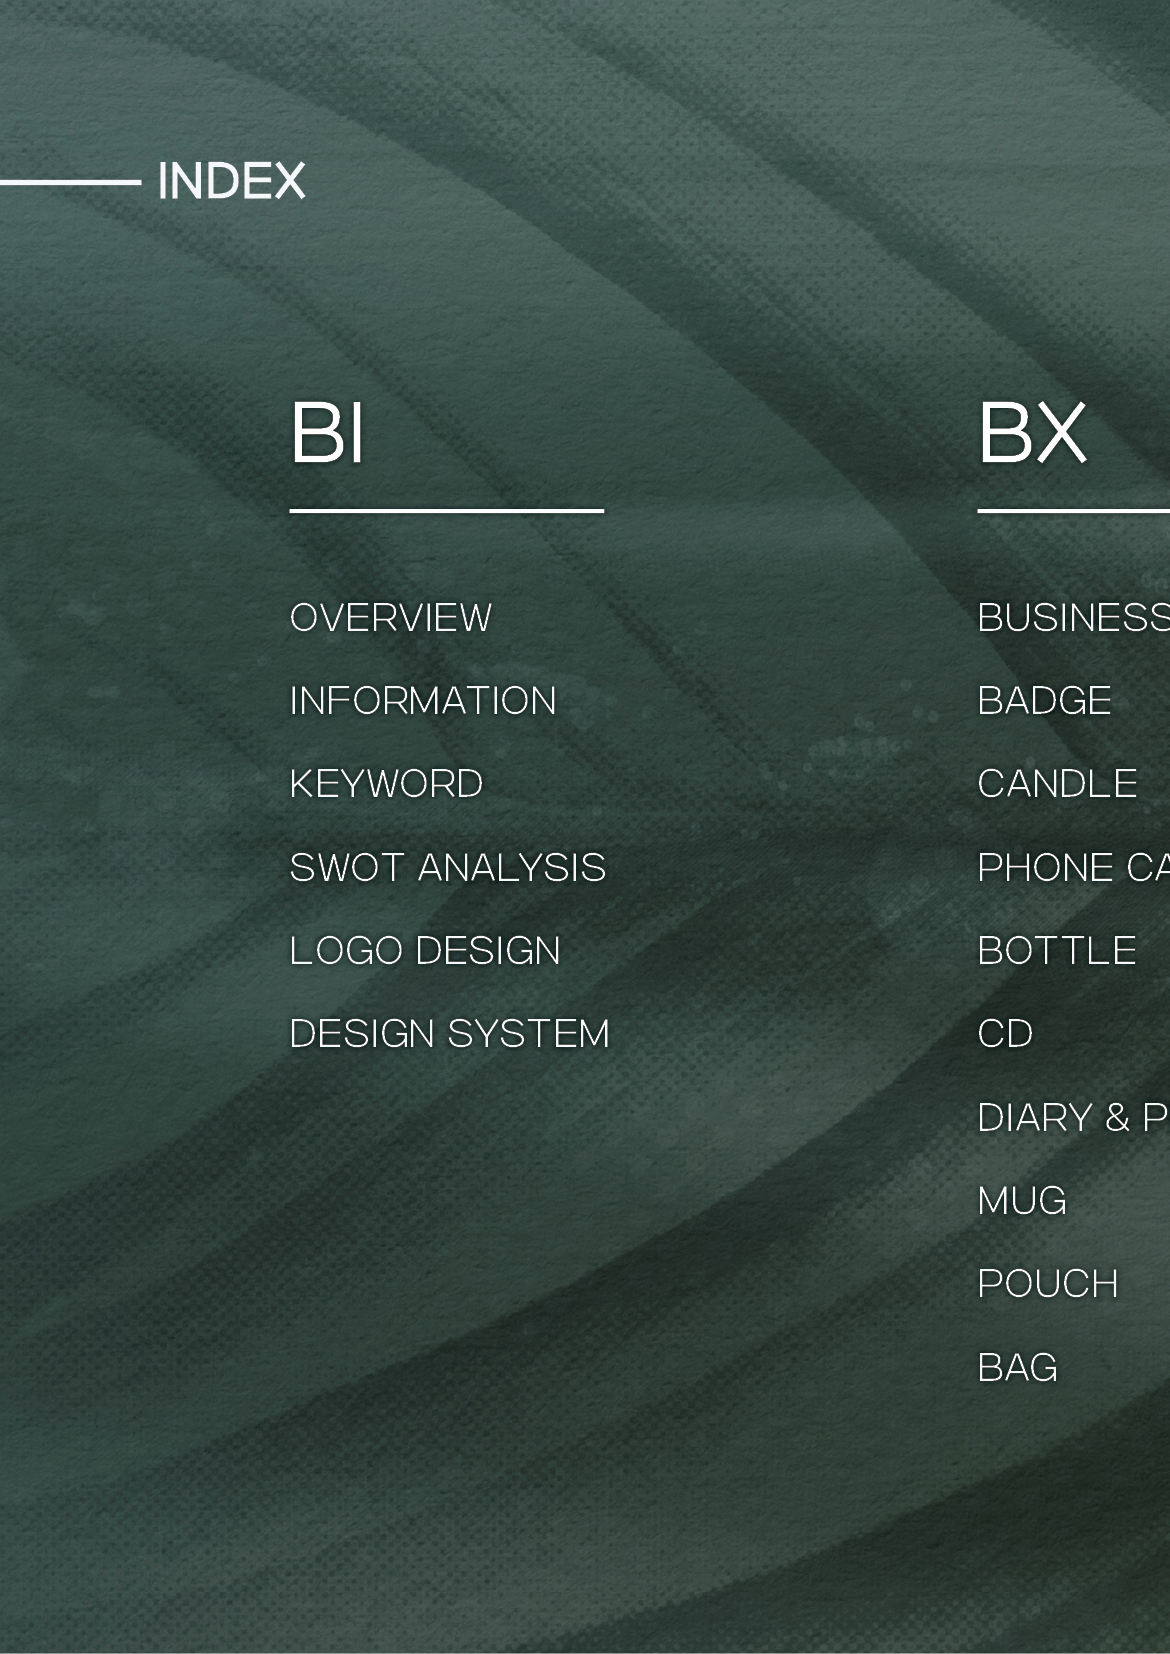 INDEX
BI
OVERVIEW
INFORMATION
KEYWORD
SWOT ANALYSIS
LOGO DESIGN
DESIGN SYSTEM
BX
BUSINESS
BADGE
CANDLE
PHONE CA
BOTTLE
CD
DIARY & P
MUG
POUCH
BAG